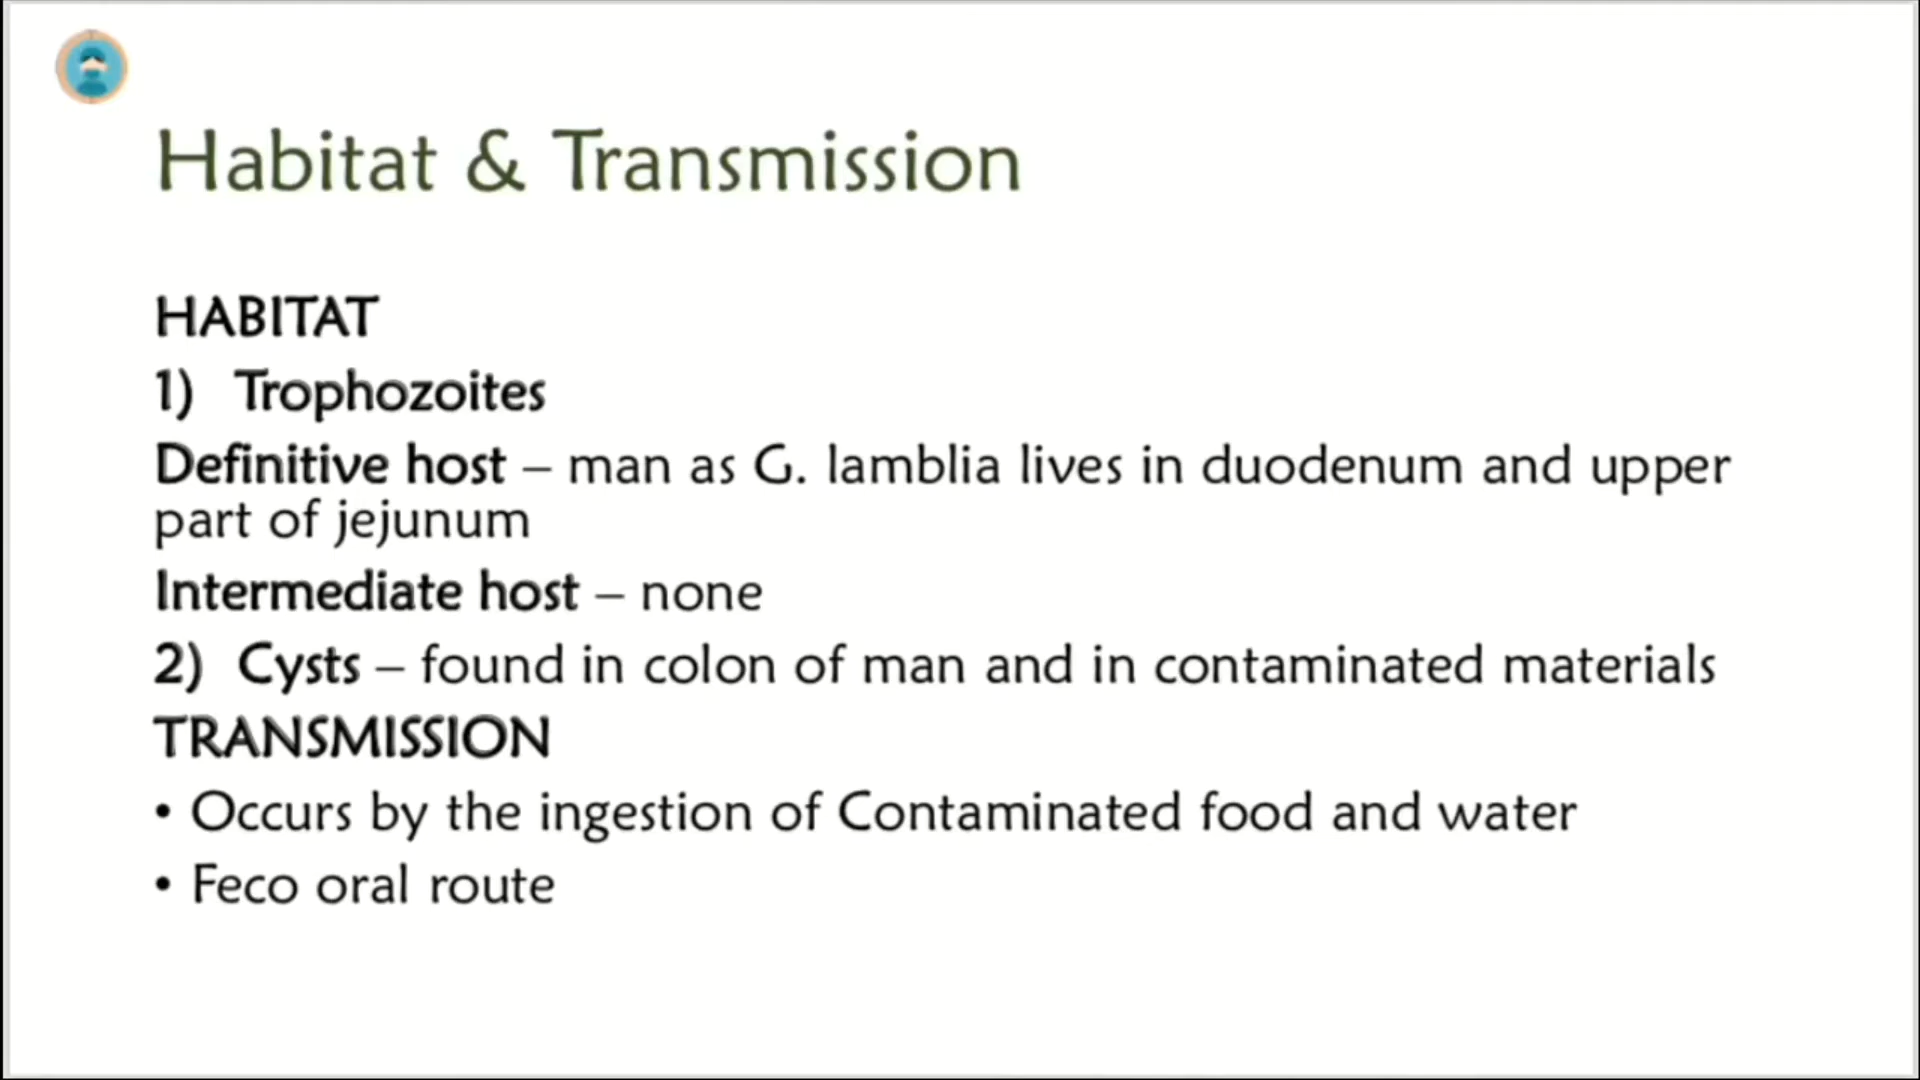 Habitat & Transmission
HABITAT
1) Trophozoites
Definitive host – man as G. lamblia lives in duodenum and upper
part of jejunum
Intermediate host – none
2) Cysts – found in colon of man and in contaminated materials
TRANSMISSION
• Occurs by the ingestion of Contaminated food and water
• Feco oral route